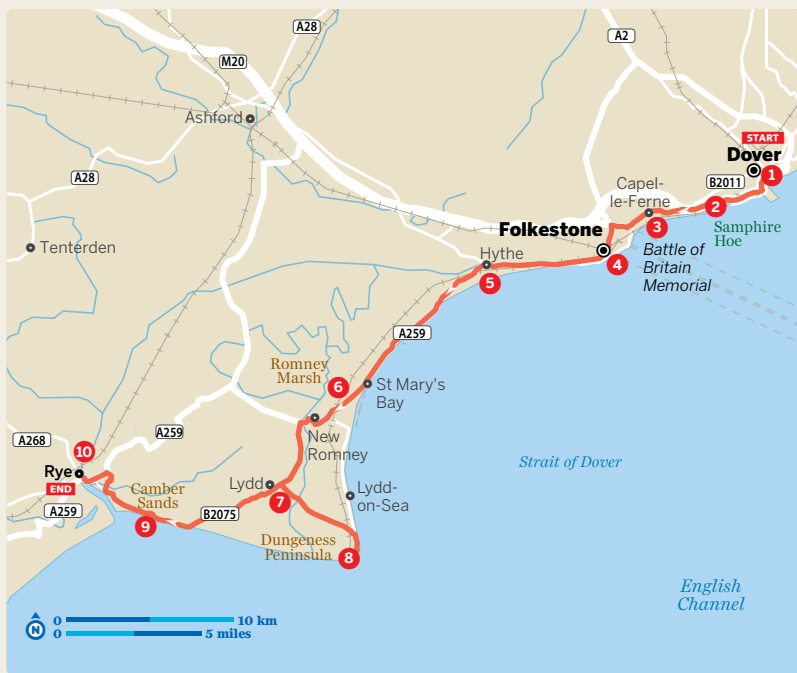 A28
A2
M20
Ashford
START
Dover
1
A28
B2011
Capel-
le-Ferne
2
3
Samphire
Hoe
Folkestone
Tenterden
Battle of
Britain
Memorial
Hythe
4
5
A259
Romney
Marsh
6
St Mary's
Bay
A268
A259
New
Romney
10
Rye
END
Strait of Dover
Camber
Sands
Lydd
Lydd-
on-Sea
A259
B2075
7
9
Dungeness
Peninsula
8
English
Channel
N
0 10 km
0 5 miles